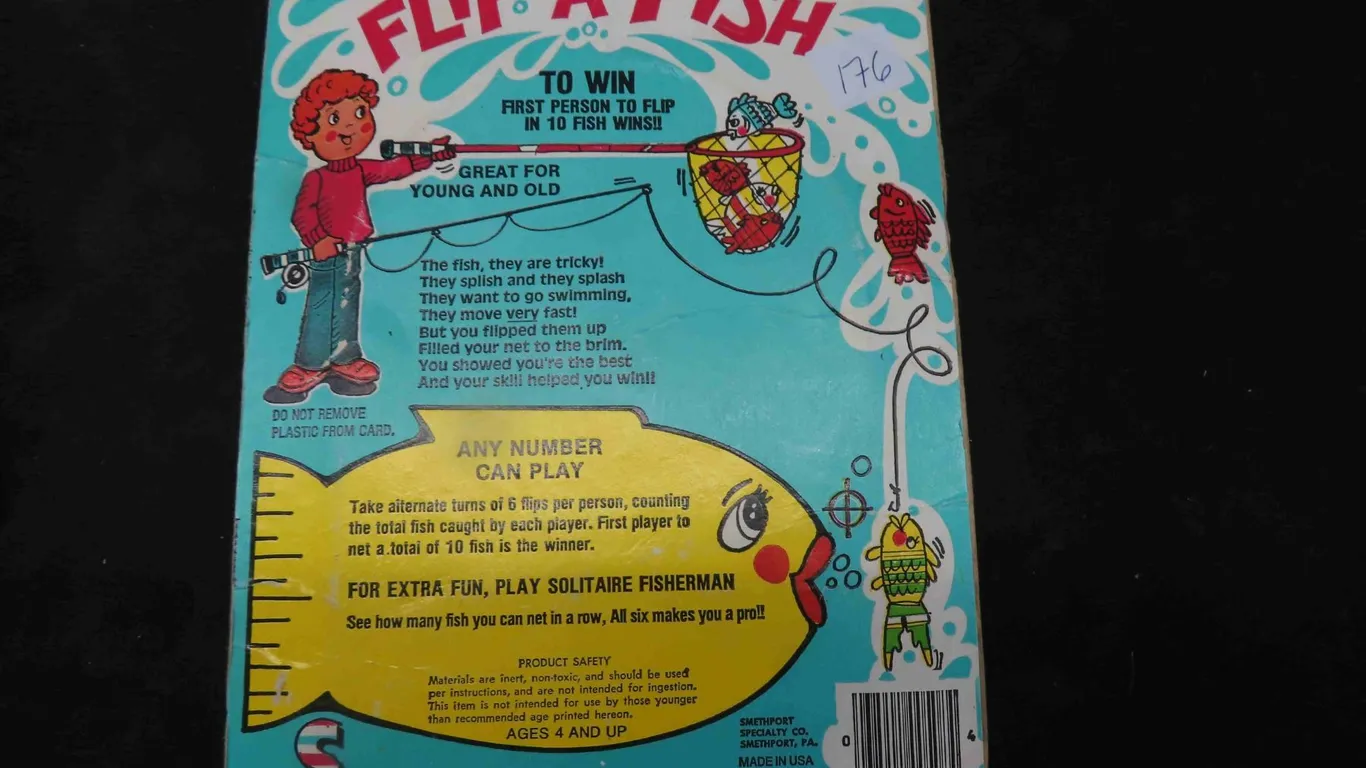 FLIP A FISH
176
TO WIN
FIRST PERSON TO FLIP
IN 10 FISH WINS!!
GREAT FOR
YOUNG AND OLD
The fish, they are tricky!
They splish and they splash
They want to go swimming,
They move very fast!
But you flipped them up
Filled your net to the brim.
You showed you're the best
And your skill helped you win!!
DO NOT REMOVE
PLASTIC FROM CARD.
ANY NUMBER
CAN PLAY
Take alternate turns of 6 flips per person, counting
the total fish caught by each player. First player to
net a total of 10 fish is the winner.
FOR EXTRA FUN, PLAY SOLITAIRE FISHERMAN
See how many fish you can net in a row, All six makes you a pro!!
PRODUCT SAFETY
Materials are inert, non-toxic, and should be used
per instructions, and are not intended for ingestion.
This item is not intended for use by those younger
than recommended age printed hereon.
AGES 4 AND UP
SMETHPORT
SPECIALTY CO.
SMETHPORT, PA.
MADE IN USA
0 4
S